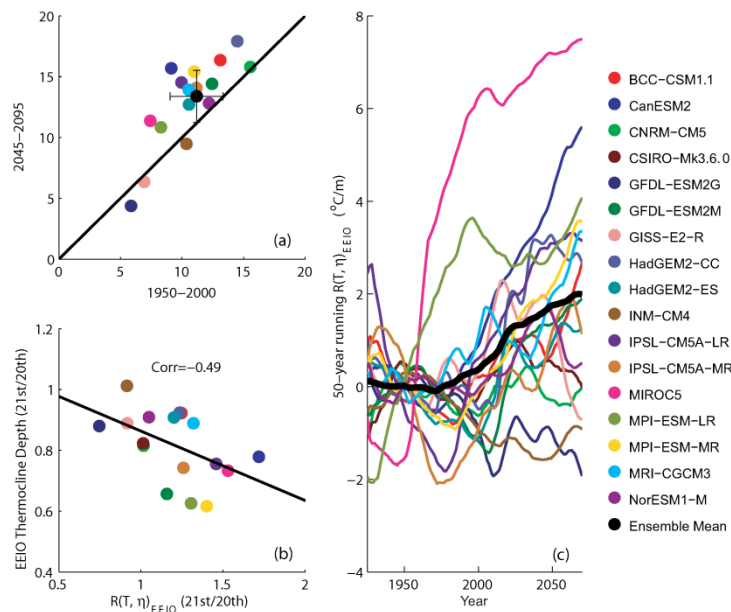 20
15
10
5
0
0 5 10 15 20
2045−2095
1950−2000
(a)
1.2
1
0.8
0.6
0.4
0.5 1 1.5 2
Corr=−0.49
EEIO Thermocline Depth (21st/20th)
R(T, η)EEIO (21st/20th)
(b)
8
6
4
2
0
−2
−4
1950 2000 2050
50−year running R(T, η)EEIO (°C/m)
Year
(c)
BCC−CSM1.1
CanESM2
CNRM−CM5
CSIRO−Mk3.6.0
GFDL−ESM2G
GFDL−ESM2M
GISS−E2−R
HadGEM2−CC
HadGEM2−ES
INM−CM4
IPSL−CM5A−LR
IPSL−CM5A−MR
MIROC5
MPI−ESM−LR
MPI−ESM−MR
MRI−CGCM3
NorESM1−M
Ensemble Mean